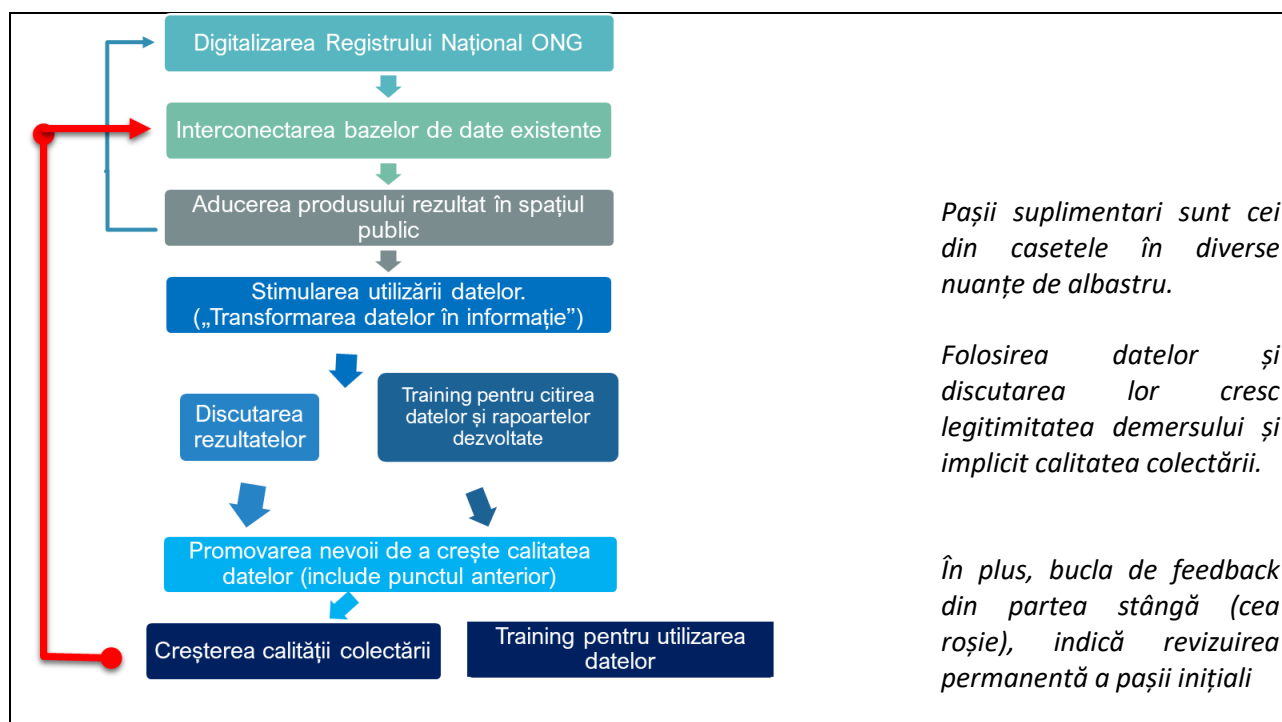 Digitalizarea Registrului Național ONG
Interconectarea bazelor de date existente
Aducerea produsului rezultat în spațiul
public
Stimularea utilizării datelor.
(„Transformarea datelor în informație”)
Discutarea
rezultatelor
Training pentru citirea
datelor și rapoartelor
dezvoltate
Promovarea nevoii de a crește calitatea
datelor (include punctul anterior)
Creșterea calității colectării
Training pentru utilizarea
datelor
Pașii suplimentari sunt cei
din casetele în diverse
nuanțe de albastru.
Folosirea datelor și
discutarea lor cresc
legitimitatea demersului și
implicit calitatea colectării.
În plus, bucla de feedback
din partea stângă (cea
roșie), indică revizuirea
permanentă a pașii inițiali